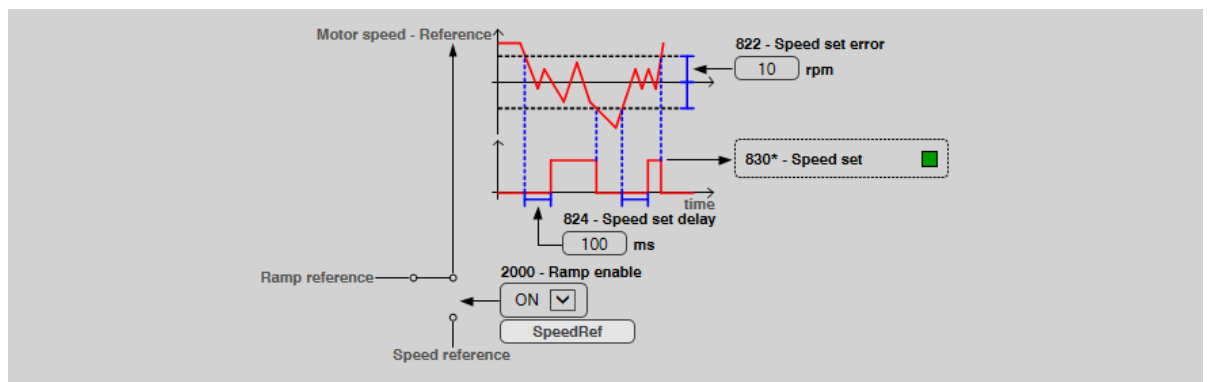 Motor speed - Reference
822 - Speed set error
10 rpm
830* - Speed set
time
824 - Speed set delay
100 ms
Ramp reference
2000 - Ramp enable
ON
SpeedRef
Speed reference